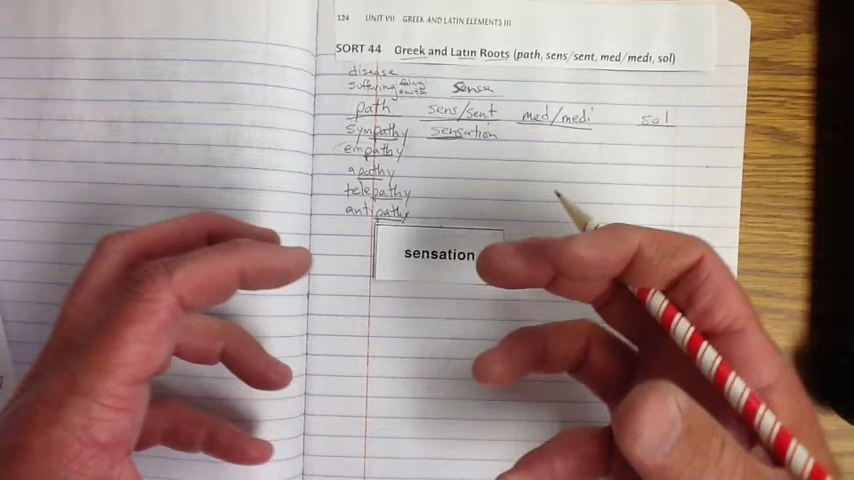 124 UNIT VII GREEK AND LATIN ELEMENTS III
SORT 44 Greek and Latin Roots (path, sens/sent, med/medi, sol)
disease
suffering feeling emotion sense
path sens/sent med/medi sol
sympathy sensation
empathy
apathy
telepathy
antipathy
sensation